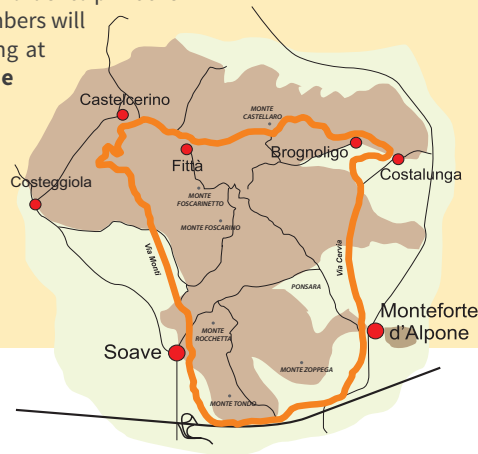 bers will
ng at
e
MONTE
CASTELLARO
Castelcerino
Fittà
Brognoligo
Costalunga
Costeggiola
MONTE
FOSCARINETTO
MONTE FOSCARINO
Via Monti
Via Cervia
PONSARA
Monteforte
d'Alpone
MONTE
ROCCHETTA
Soave
MONTE ZOPPEGA
MONTE TONDO